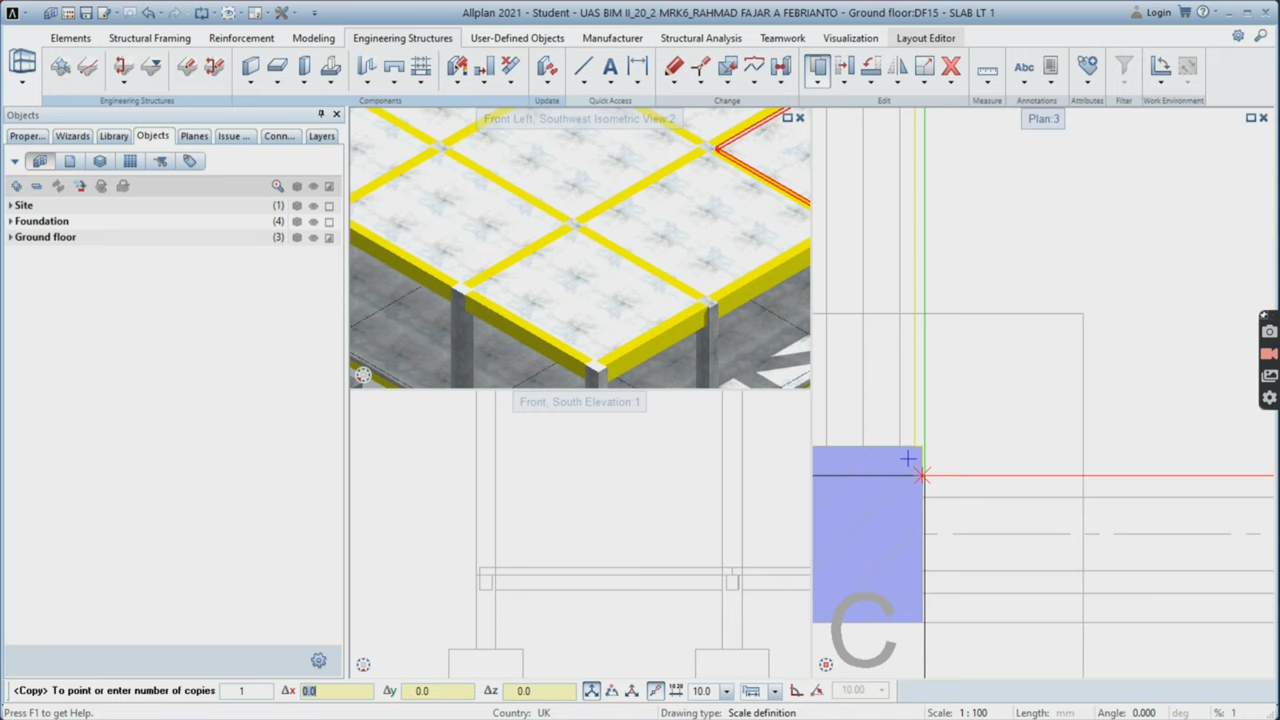 Allplan 2021 - Student - UAS BIM II_20_2 MRK6_RAHMAD FAJAR A FEBRIANTO - Ground floor:DF15 - SLAB LT 1
Login
Elements
Structural Framing
Reinforcement
Modeling
Engineering Structures
User-Defined Objects
Manufacturer
Structural Analysis
Teamwork
Visualization
Layout Editor
Abc
Engineering Structures
Components
Update
Quick Access
Change
Edit
Measure
Annotations
Attributes
Filter
Work Environment
Objects
Proper...
Wizards
Library
Objects
Planes
Issue ...
Conn...
Layers
Site (1)
Foundation (4)
Ground floor (3)
Front Left, Southwest Isometric View:2
Plan:3
Front, South Elevation:1
C
<Copy> To point or enter number of copies 1 Δx 0.0 Δy 0.0 Δz 0.0 10.0 10.00
Press F1 to get Help.
Country: UK
Drawing type: Scale definition
Scale: 1 : 100
Length: mm
Angle: 0.000 deg
%: 1